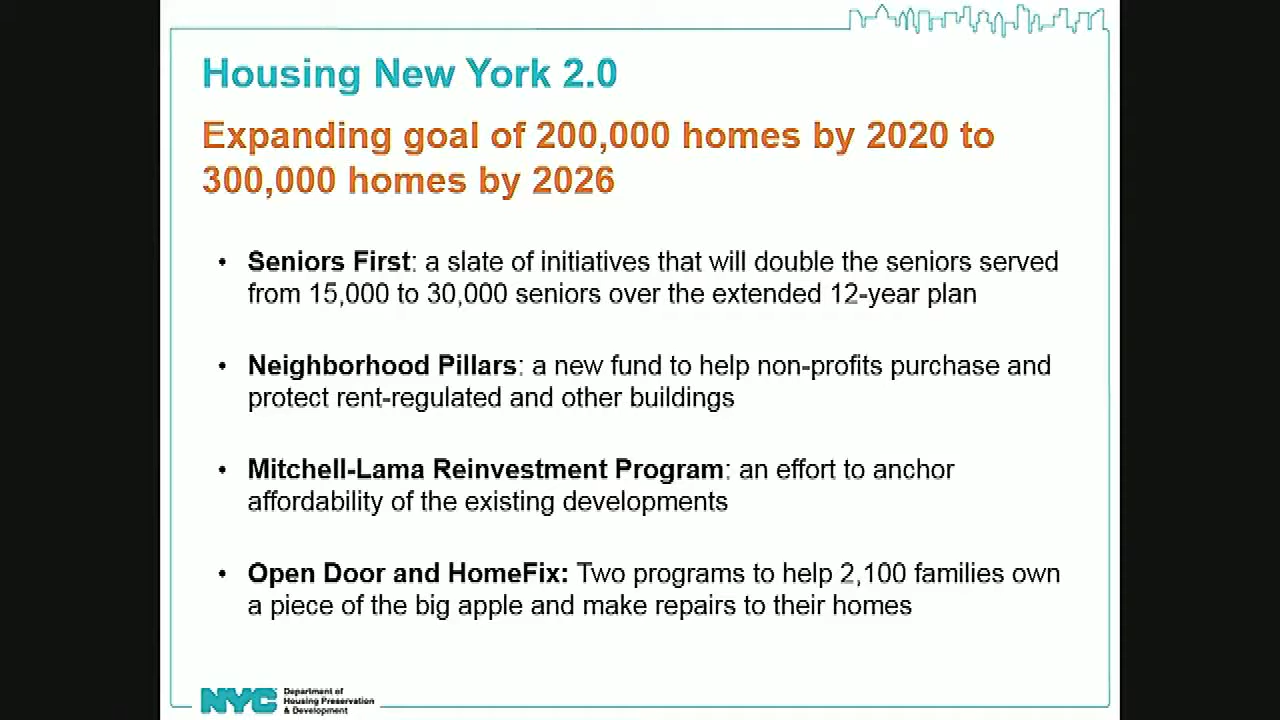 Housing New York 2.0
Expanding goal of 200,000 homes by 2020 to
300,000 homes by 2026
• Seniors First: a slate of initiatives that will double the seniors served
from 15,000 to 30,000 seniors over the extended 12-year plan
• Neighborhood Pillars: a new fund to help non-profits purchase and
protect rent-regulated and other buildings
• Mitchell-Lama Reinvestment Program: an effort to anchor
affordability of the existing developments
• Open Door and HomeFix: Two programs to help 2,100 families own
a piece of the big apple and make repairs to their homes
NYC
Department of
Housing Preservation
& Development